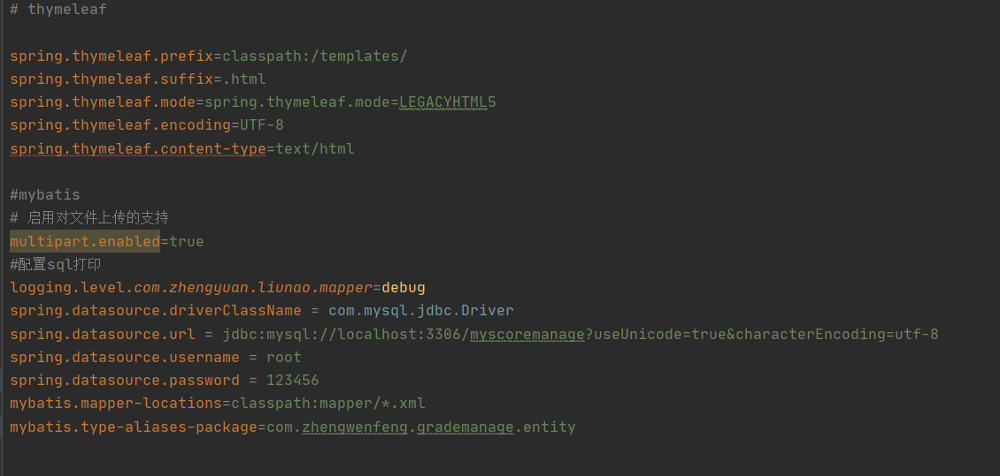 # thymeleaf
spring.thymeleaf.prefix=classpath:/templates/
spring.thymeleaf.suffix=.html
spring.thymeleaf.mode=spring.thymeleaf.mode=LEGACYHTML5
spring.thymeleaf.encoding=UTF-8
spring.thymeleaf.content-type=text/html
#mybatis
# 启用对文件上传的支持
multipart.enabled=true
#配置sql打印
logging.level.com.zhengyuan.liunao.mapper=debug
spring.datasource.driverClassName = com.mysql.jdbc.Driver
spring.datasource.url = jdbc:mysql://localhost:3306/myscoremanage?useUnicode=true&characterEncoding=utf-8
spring.datasource.username = root
spring.datasource.password = 123456
mybatis.mapper-locations=classpath:mapper/*.xml
mybatis.type-aliases-package=com.zhengwenfeng.grademanage.entity